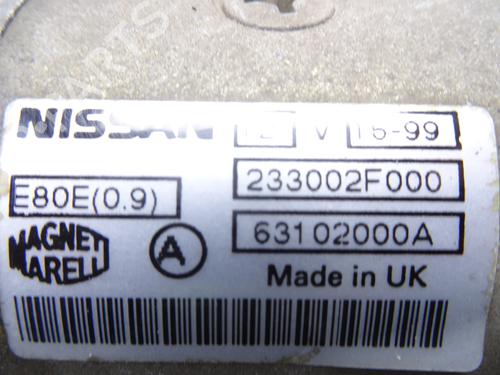 NISSAN 12 V 15-99
E80E(0.9) 233002F000
MAGNETI MARELLI A 63102000A
Made in UK